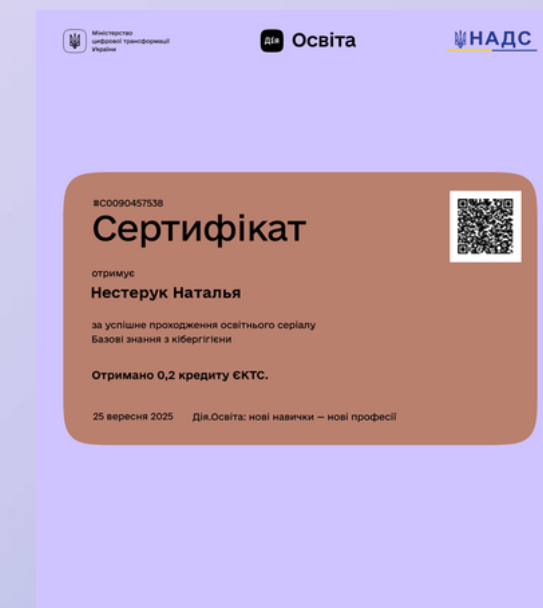 Міністерство
цифрової трансформації
України
Дія Освіта
НАДС
#C0090457538
Сертифікат
отримує
Нестерук Наталья
за успішне проходження освітнього серіалу
Базові знання з кібергігієни
Отримано 0,2 кредиту ЄКТС.
25 вересня 2025 Дія.Освіта: нові навички — нові професії